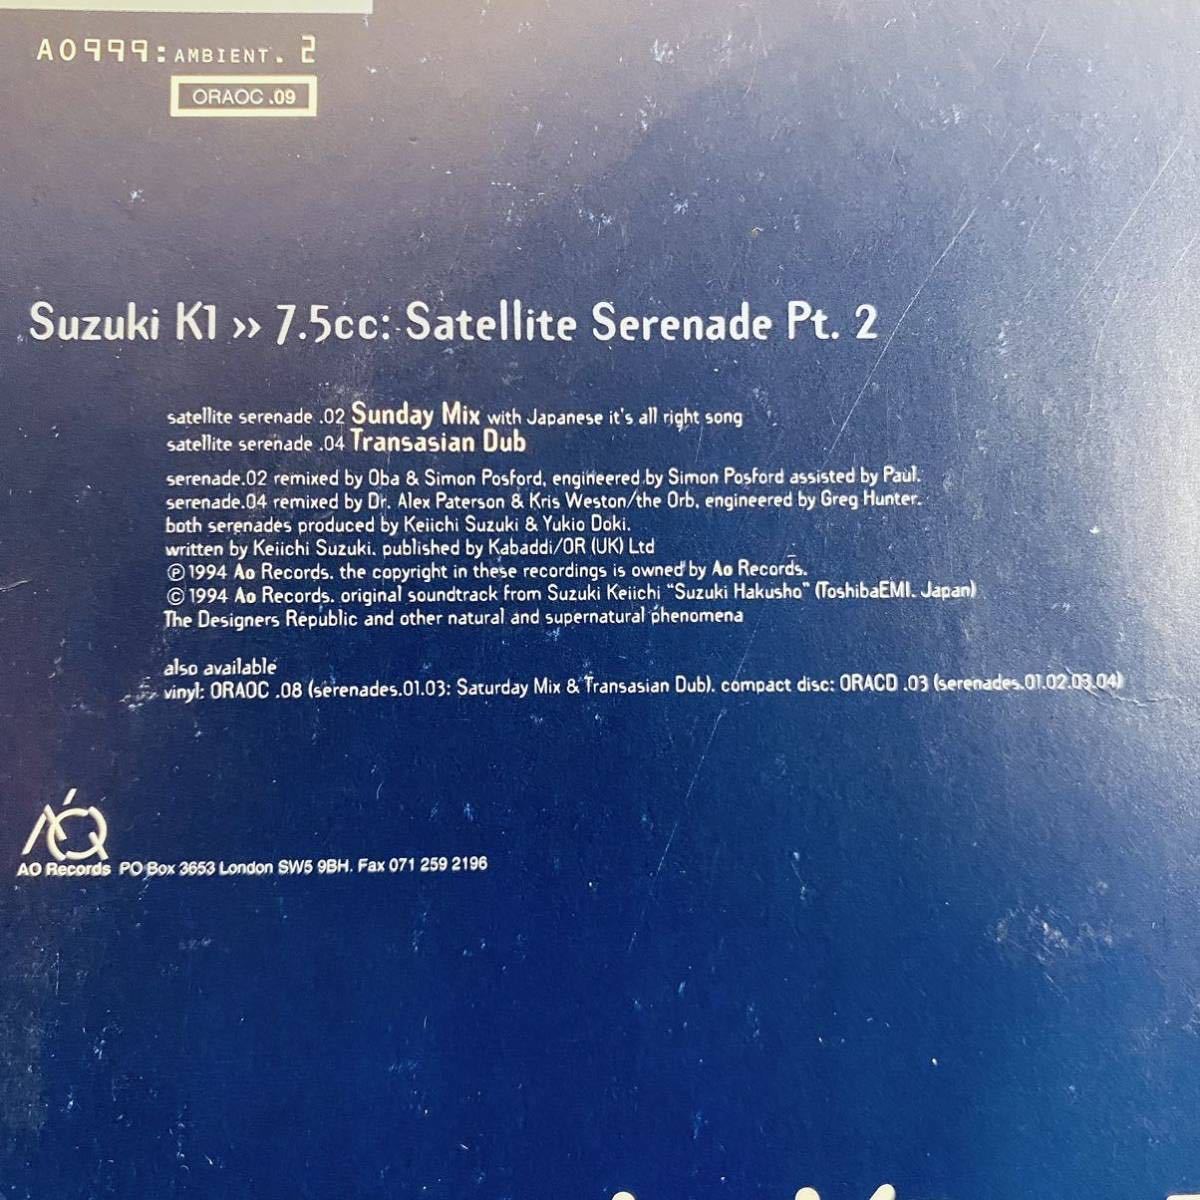 AO999:AMBIENT. 2
ORAOC .09
Suzuki K1 >> 7.5cc: Satellite Serenade Pt. 2
satellite serenade .02 Sunday Mix with Japanese it's all right song
satellite serenade .04 Transasian Dub
serenade.02 remixed by Oba & Simon Posford, engineered by Simon Posford assisted by Paul.
serenade.04 remixed by Dr. Alex Paterson & Kris Weston/the Orb, engineered by Greg Hunter.
both serenades produced by Keiichi Suzuki & Yukio Doki.
written by Keiichi Suzuki. published by Kabaddi/OR (UK) Ltd
℗ 1994 Ao Records. the copyright in these recordings is owned by Ao Records.
© 1994 Ao Records. original soundtrack from Suzuki Keiichi "Suzuki Hakusho" (ToshibaEMI. Japan)
The Designers Republic and other natural and supernatural phenomena
also available
vinyl: ORAOC .08 (serenades.01.03: Saturday Mix & Transasian Dub). compact disc: ORACD .03 (serenades.01.02.03.04)
AO
AO Records PO Box 3653 London SW5 9BH. Fax 071 259 2196